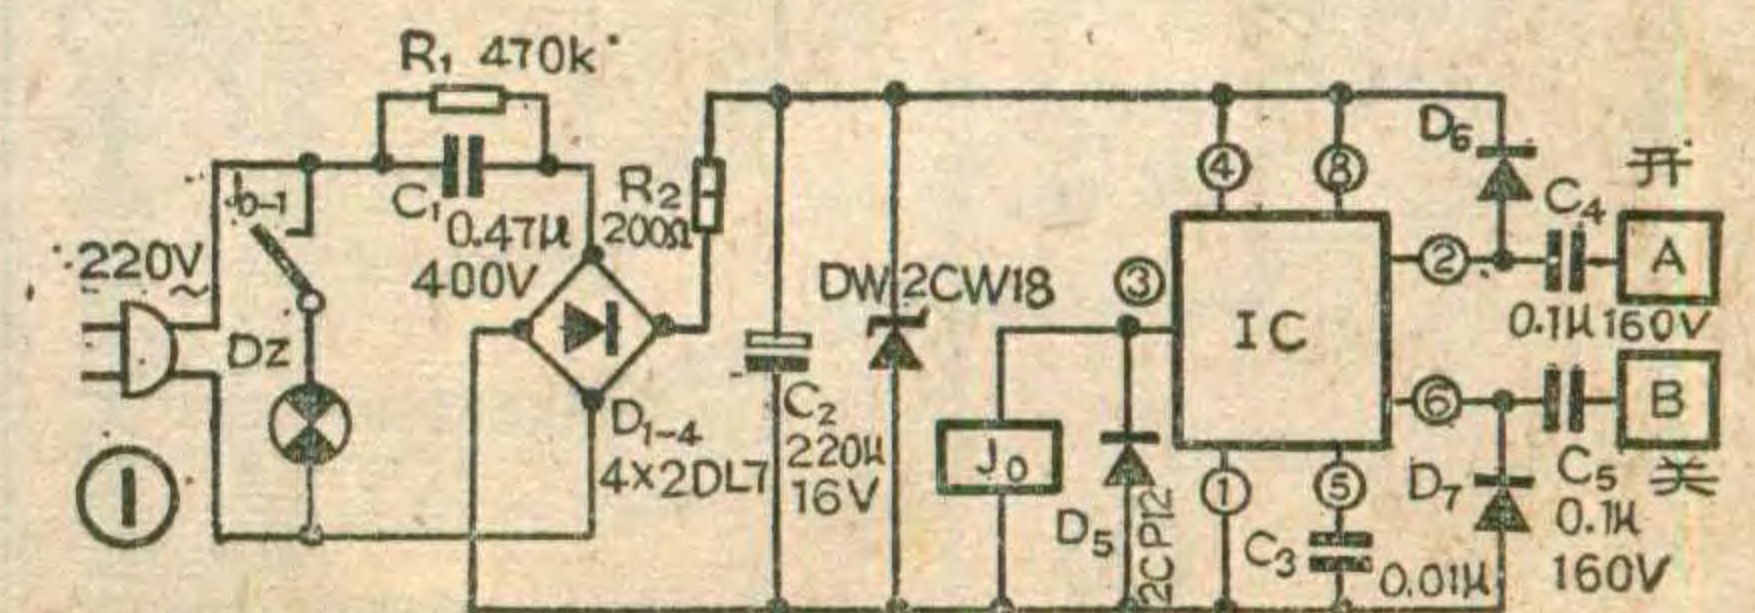 R₁ 470k
Jo-1
C₁
0.47μ
400V
220V
~
Dz
①
R₂
200Ω
D₁₋₄
4×2DL7
C₂
220μ
16V
DW 2CW18
J₀
D₅
2CP12
③
④
⑧
IC
②
⑥
①
⑤
C₃
0.01μ
D₆
开
C₄
A
0.1μ 160V
B
D₇
C₅
关
0.1μ
160V